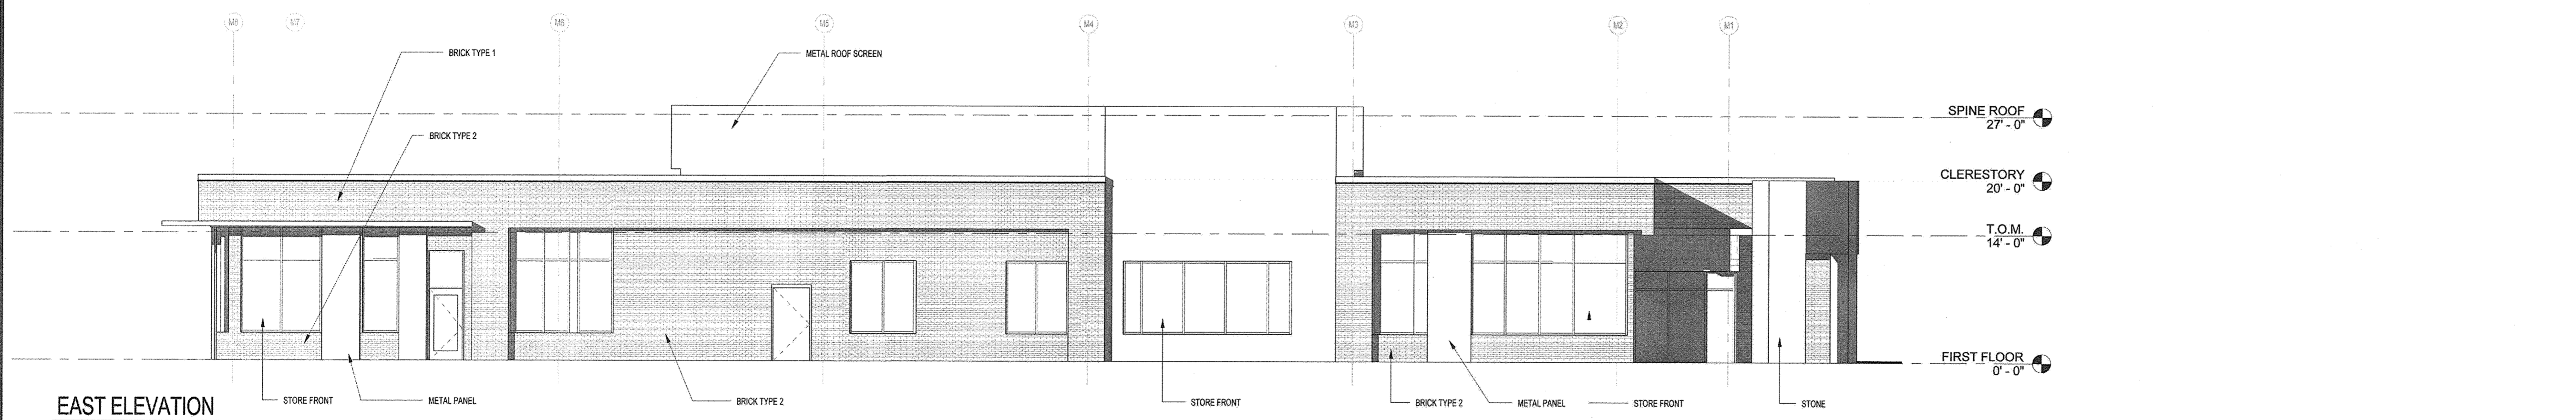 M8 M7 M6 M5 M4 M3 M2 M1
BRICK TYPE 1
METAL ROOF SCREEN
SPINE ROOF
27' - 0"
BRICK TYPE 2
CLERESTORY
20' - 0"
T.O.M.
14' - 0"
FIRST FLOOR
0' - 0"
STORE FRONT
METAL PANEL
BRICK TYPE 2
STORE FRONT
BRICK TYPE 2
METAL PANEL
STORE FRONT
STONE
EAST ELEVATION